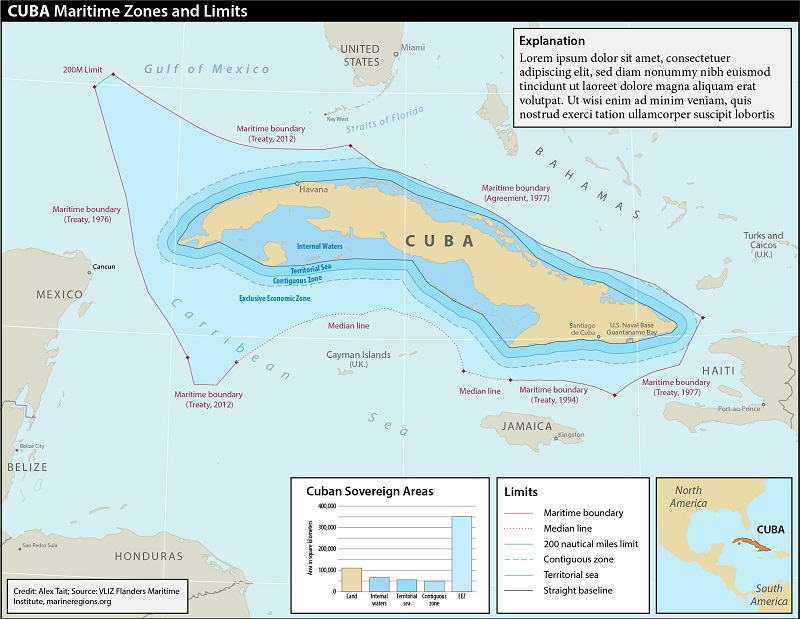 CUBA Maritime Zones and Limits
Explanation
Lorem ipsum dolor sit amet, consectetuer
adipiscing elit, sed diam nonummy nibh euismod
tincidunt ut laoreet dolore magna aliquam erat
volutpat. Ut wisi enim ad minim veniam, quis
nostrud exerci tation ullamcorper suscipit lobortis
UNITED
STATES
Miami
200M Limit
Gulf of Mexico
Key West
Straits of Florida
Maritime boundary
(Treaty, 2012)
BAHAMAS
Havana
Maritime boundary
(Agreement, 1977)
Maritime boundary
(Treaty, 1976)
Turks and
Caicos
(U.K.)
CUBA
Internal Waters
Territorial Sea
Contiguous Zone
Exclusive Economic Zone
Cancun
MEXICO
Carribean
Sea
Median line
Santiago
de Cuba
U.S. Naval Base
Guantanamo Bay
Cayman Islands
(U.K.)
HAITI
Maritime boundary
(Treaty, 2012)
Median line
Maritime boundary
(Treaty, 1994)
Maritime boundary
(Treaty, 1977)
Port-au-Prince
JAMAICA
Kingston
Belize City
BELIZE
San Pedro Sula
HONDURAS
Cuban Sovereign Areas
Area in square kilometers
400,000
300,000
200,000
100,000
0
Land
Internal
waters
Territorial
sea
Contiguous
zone
EEZ
Limits
Maritime boundary
Median line
200 nautical miles limit
Contiguous zone
Territorial sea
Straight baseline
North
America
CUBA
South
America
Credit: Alex Tait; Source: VLIZ Flanders Maritime
Institute, marineregions.org